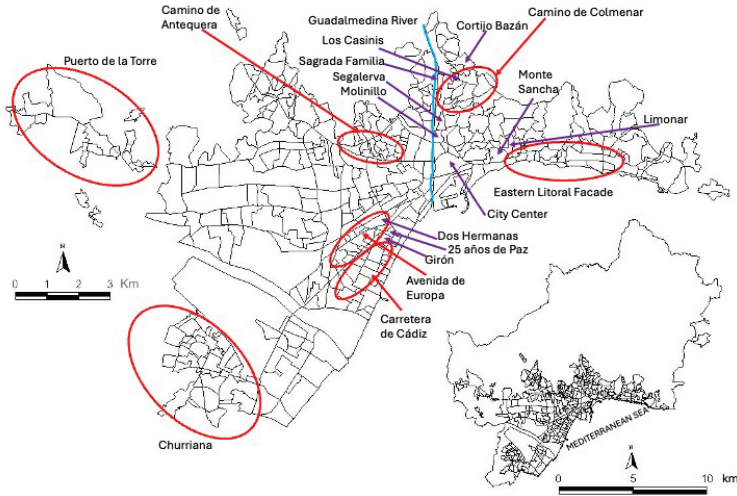 Camino de
Antequera
Guadalmedina River
Los Casinis
Sagrada Familia
Segalerva
Molinillo
Camino de Colmenar
Cortijo Bazán
Puerto de la Torre
Monte
Sancha
Limonar
Eastern Litoral Facade
City Center
Dos Hermanas
25 años de Paz
Girón
Avenida de
Europa
Carretera
de Cádiz
N
0 1 2 3 Km
Churriana
MEDITERRANEAN SEA
N
0 5 10 km